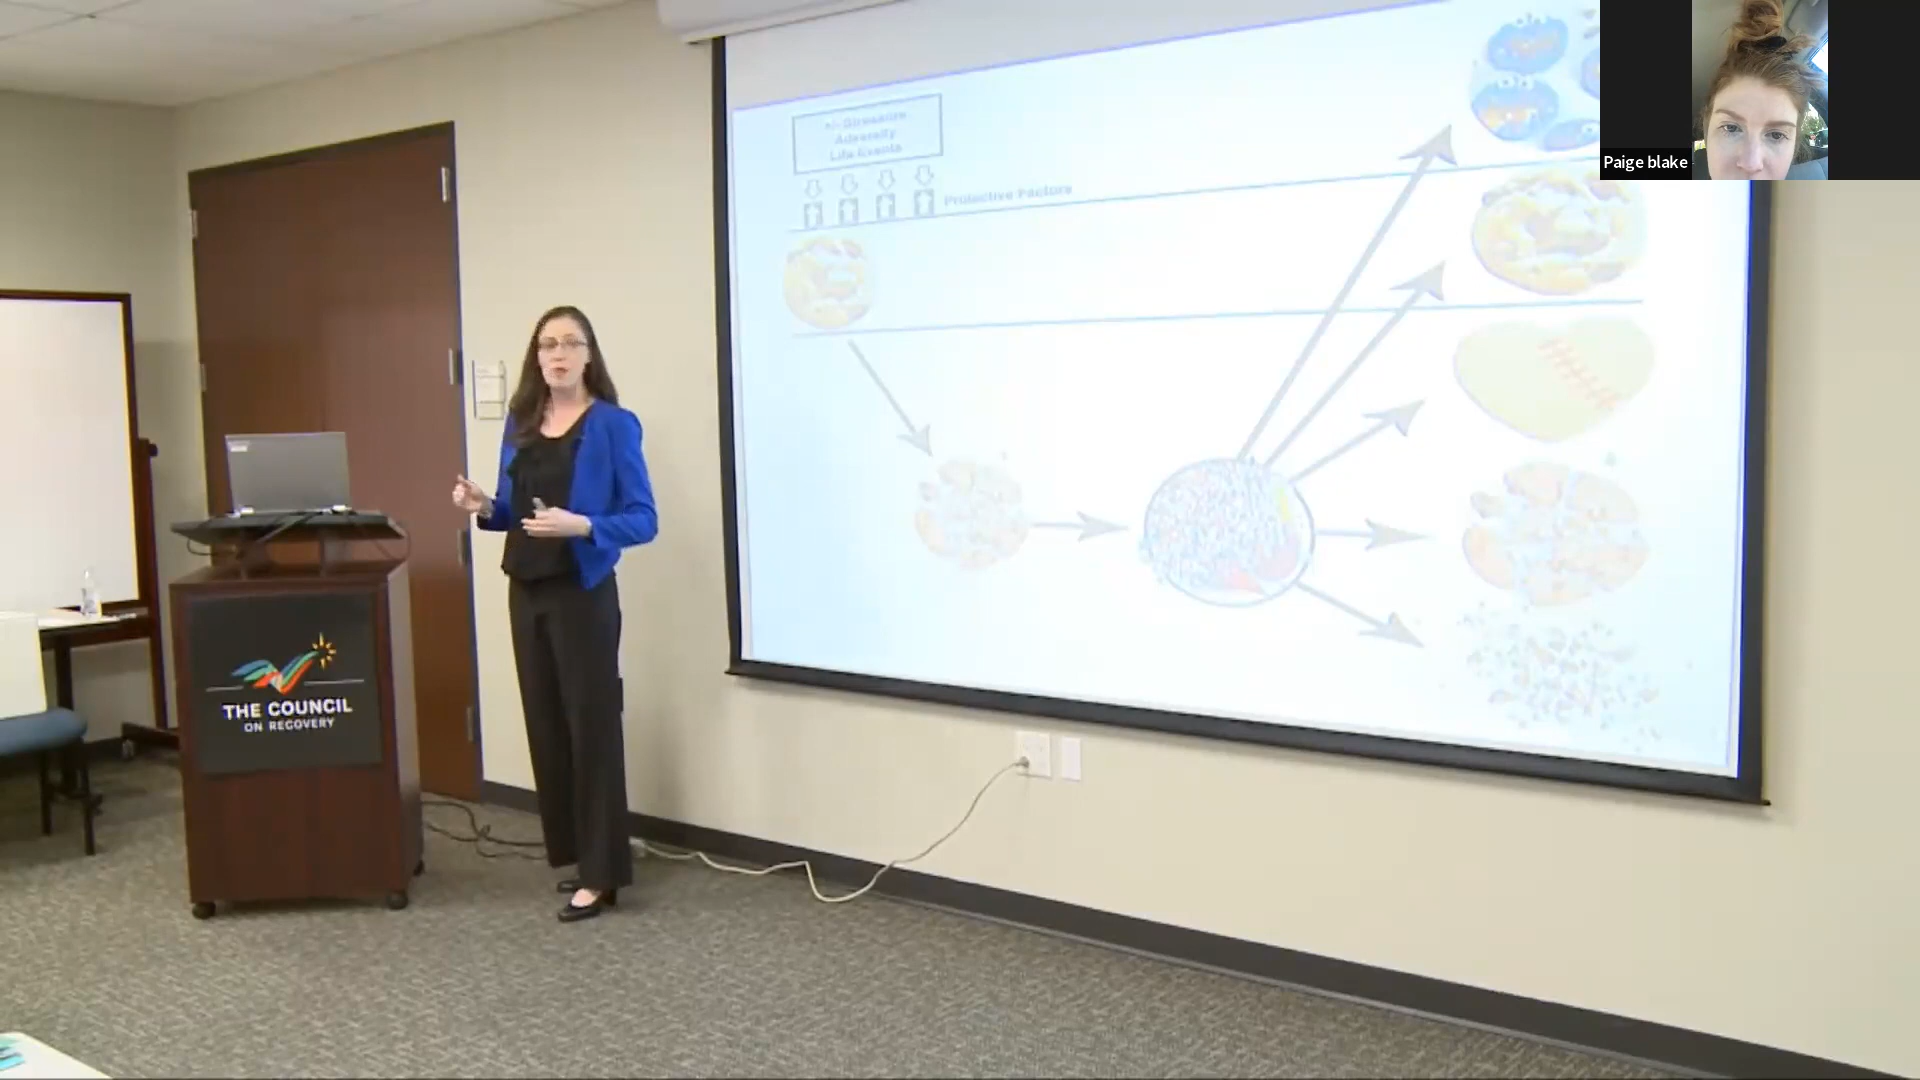 Adversity
Life Events
Protective Factors
Paige blake
THE COUNCIL
ON RECOVERY